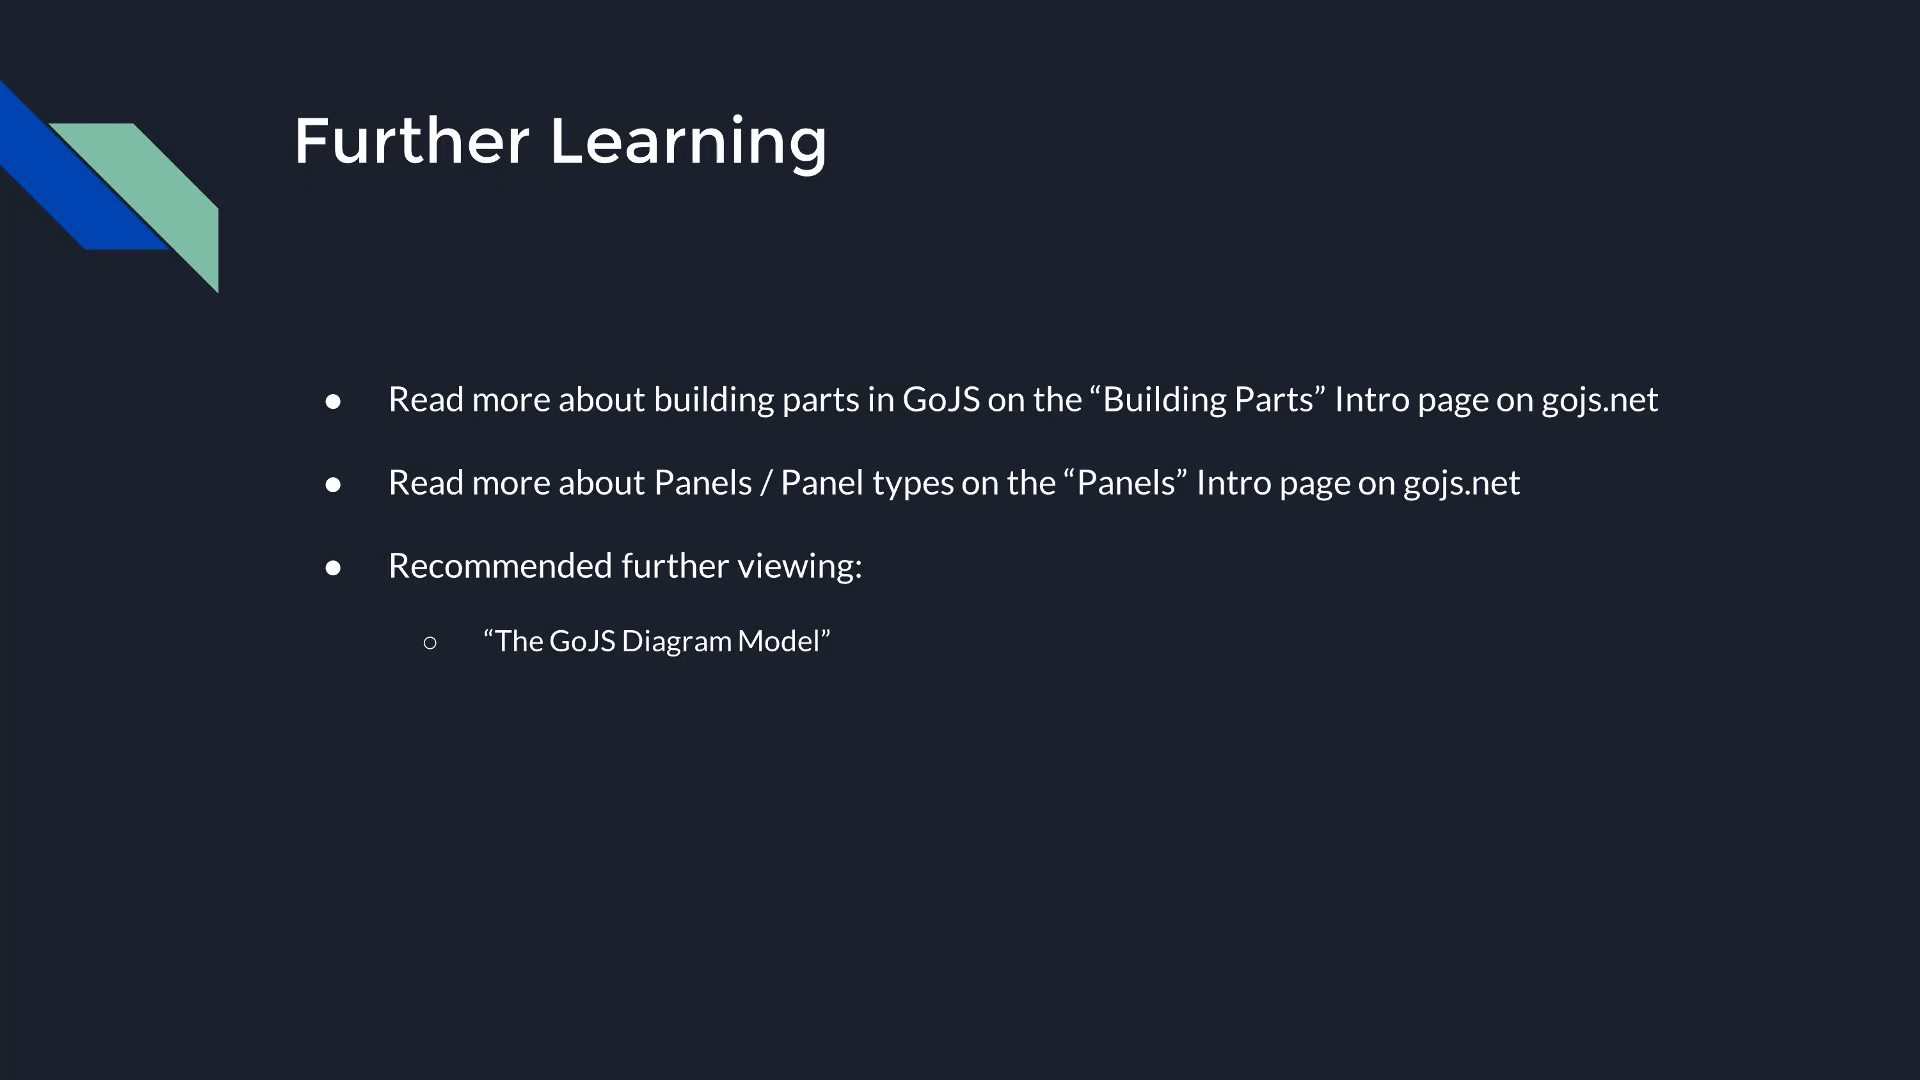 Further Learning
● Read more about building parts in GoJS on the “Building Parts” Intro page on gojs.net
● Read more about Panels / Panel types on the “Panels” Intro page on gojs.net
● Recommended further viewing:
○ “The GoJS Diagram Model”